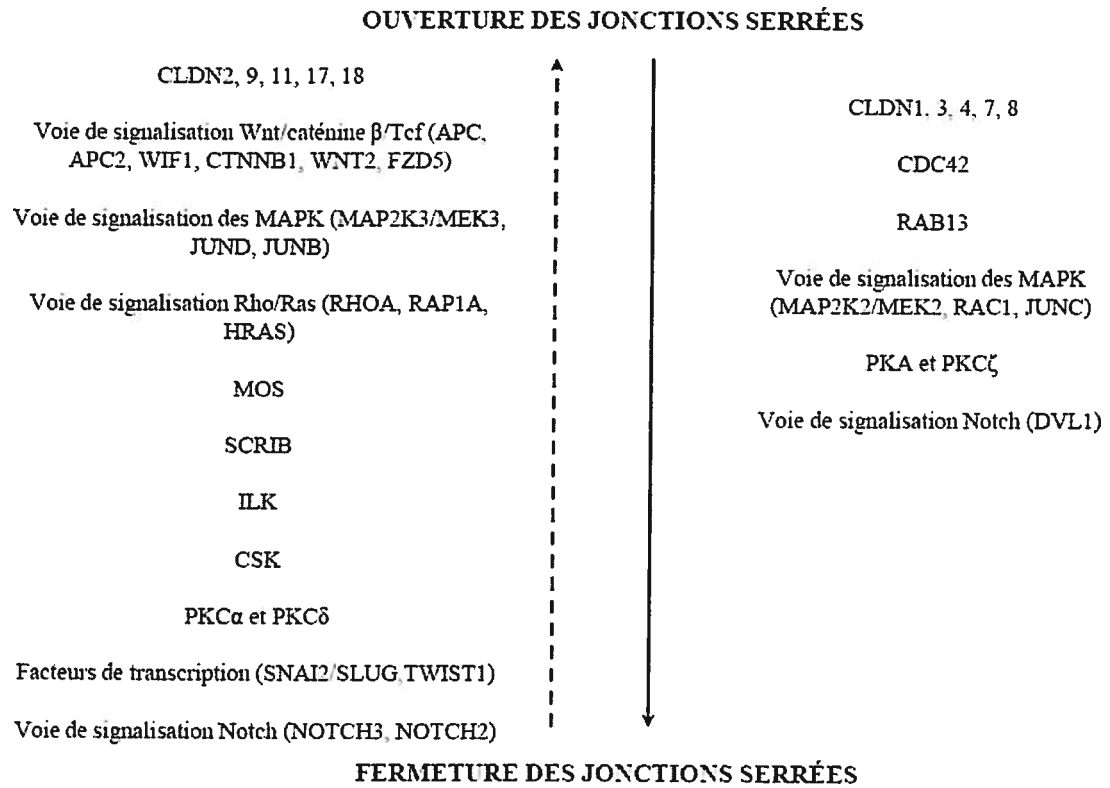 OUVERTURE DES JONCTIONS SERRÉES
CLDN2, 9, 11, 17, 18
Voie de signalisation Wnt/caténine β/Tcf (APC,
APC2, WIF1, CTNNB1, WNT2, FZD5)
Voie de signalisation des MAPK (MAP2K3/MEK3,
JUND, JUNB)
Voie de signalisation Rho/Ras (RHOA, RAP1A,
HRAS)
MOS
SCRIB
ILK
CSK
PKCα et PKCδ
Facteurs de transcription (SNAI2/SLUG,TWIST1)
Voie de signalisation Notch (NOTCH3, NOTCH2)
CLDN1, 3, 4, 7, 8
CDC42
RAB13
Voie de signalisation des MAPK
(MAP2K2/MEK2, RAC1, JUNC)
PKA et PKCζ
Voie de signalisation Notch (DVL1)
FERMETURE DES JONCTIONS SERRÉES